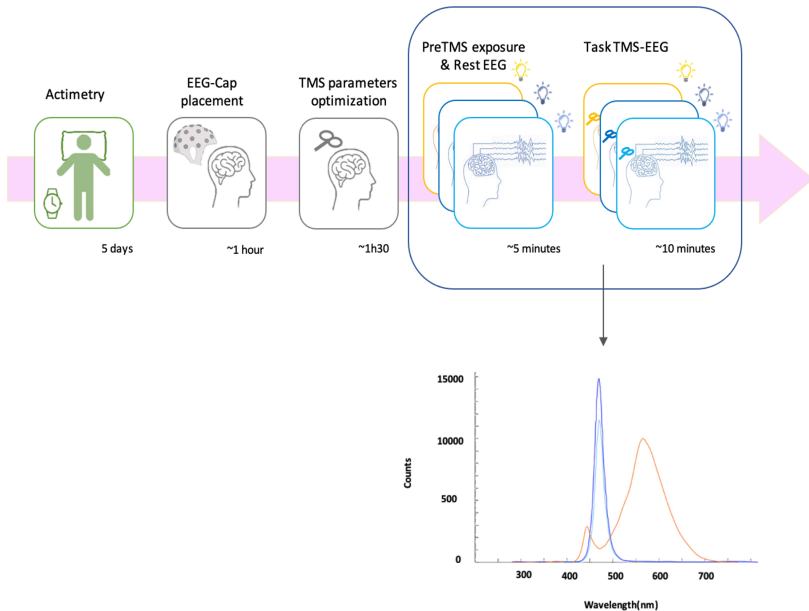 PreTMS exposure
& Rest EEG
Task TMS-EEG
Actimetry
EEG-Cap
placement
TMS parameters
optimization
5 days
~1 hour
~1h30
~5 minutes
~10 minutes
15000
10000
500
0
Counts
300
400
500
600
700
Wavelength(nm)